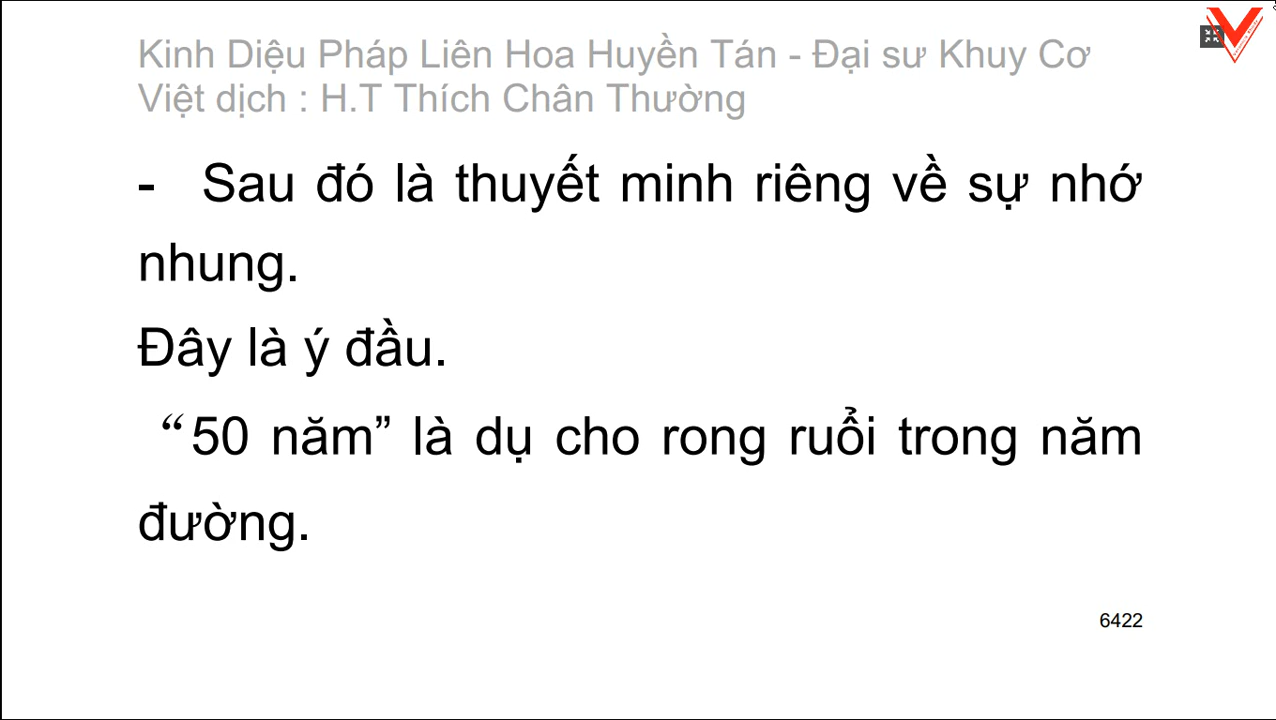 Kinh Diệu Pháp Liên Hoa Huyền Tán - Đại sư Khuy Cơ
Việt dịch : H.T Thích Chân Thường
- Sau đó là thuyết minh riêng về sự nhớ
nhung.
Đây là ý đầu.
“50 năm” là dụ cho rong ruổi trong năm
đường.
6422